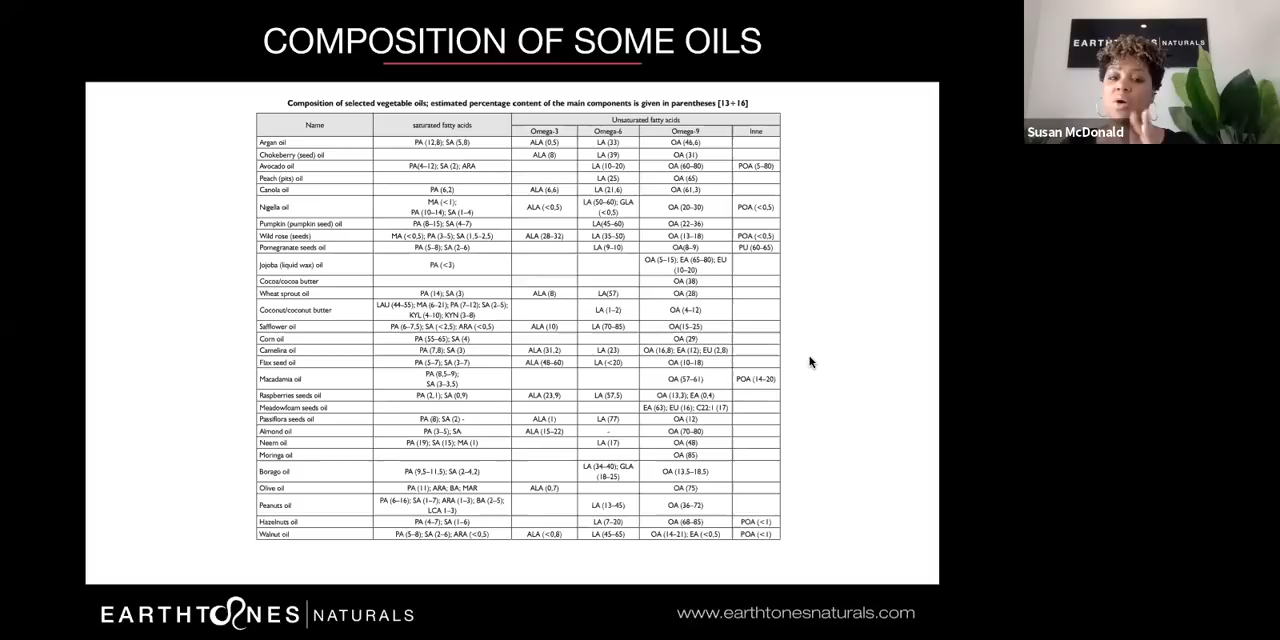 COMPOSITION OF SOME OILS
EARTHTONES NATURALS
Susan McDonald
Composition of selected vegetable oils; estimated percentage content of the main components is given in parentheses [13÷16]
Name saturated fatty acids Unsaturated fatty acids
Omega-3 Omega-6 Omega-9 Inne
Argan oil PA (12,8); SA (5,8) ALA (0,5) LA (33) OA (46,6)
Chokeberry (seed) oil ALA (8) LA (39) OA (31)
Avocado oil PA(4–12); SA (2); ARA LA (10–20) OA (60–80) POA (5–80)
Peach (pits) oil LA (25) OA (65)
Canola oil PA (6,2) ALA (6,6) LA (21,6) OA (61,3)
Nigella oil MA (<1); PA (10–14); SA (1–4) ALA (<0,5) LA (50–60); GLA (<0,5) OA (20–30) POA (<0,5)
Pumpkin (pumpkin seed) oil PA (8–15); SA (4–7) LA(45–60) OA (22–36)
Wild rose (seeds) MA (<0,5); PA (3–5); SA (1,5–2,5) ALA (28–32) LA (35–50) OA (13–18) POA (<0,5)
Pomegranate seeds oil PA (5–8); SA (2–6) LA (9–10) OA(8–9) PU (60–65)
Jojoba (liquid wax) oil PA (<3) OA (5–15); EA (65–80); EU (10–20)
Cocoa/cocoa butter OA (38)
Wheat sprout oil PA (14); SA (3) ALA (8) LA(57) OA (28)
Coconut/coconut butter LAU (44–55); MA (6–21); PA (7–12); SA (2–5); KYL (4–10); KYN (3–8) LA (1–2) OA (4–12)
Safflower oil PA (6–7,5); SA (<2,5); ARA (<0,5) ALA (10) LA (70–85) OA(15–25)
Corn oil PA (55–65); SA (4) OA (29)
Camelina oil PA (7,8); SA (3) ALA (31,2) LA (23) OA (16,8); EA (12); EU (2,8)
Flax seed oil PA (5–7); SA (3–7) ALA (48–60) LA (<20) OA (10–18)
Macadamia oil PA (8,5–9); SA (3–3,5) OA (57–61) POA (14–20)
Raspberries seeds oil PA (2,1); SA (0,9) ALA (23,9) LA (57,5) OA (13,3); EA (0,4)
Meadowfoam seeds oil EA (63); EU (16); C22:1 (17)
Passiflora seeds oil PA (8); SA (2) - ALA (1) LA (77) OA (12)
Almond oil PA (3–5); SA ALA (15–22) - OA (70–80)
Neem oil PA (19); SA (15); MA (1) LA (17) OA (48)
Moringa oil OA (85)
Borago oil PA (9,5–11,5); SA (2–4,2) LA (34–40); GLA (18–25) OA (13,5–18,5)
Olive oil PA (11); ARA; BA; MAR ALA (0,7) OA (75)
Peanuts oil PA (6–16); SA (1–7); ARA (1–3); BA (2–5); LCA 1–3) LA (13–45) OA (36–72)
Hazelnuts oil PA (4–7); SA (1–6) LA (7–20) OA (68–85) POA (<1)
Walnut oil PA (5–8); SA (2–6); ARA (<0,5) ALA (<0,8) LA (45–65) OA (14–21); EA (<0,5) POA (<1)
EARTHTONES | NATURALS
www.earthtonesnaturals.com